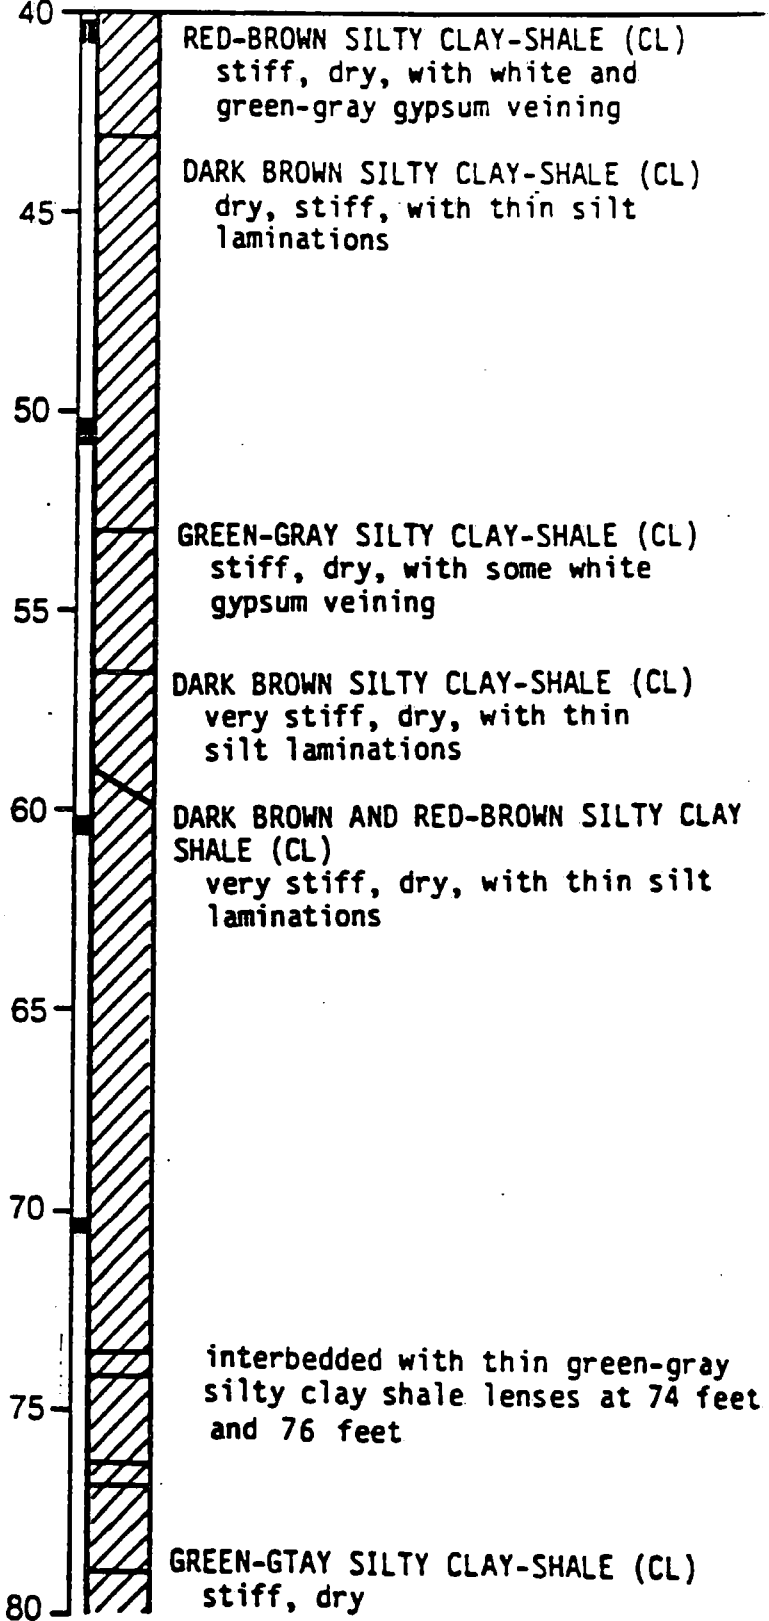 40
RED-BROWN SILTY CLAY-SHALE (CL)
stiff, dry, with white and
green-gray gypsum veining
DARK BROWN SILTY CLAY-SHALE (CL)
45
dry, stiff, with thin silt
laminations
50
GREEN-GRAY SILTY CLAY-SHALE (CL)
stiff, dry, with some white
55
gypsum veining
DARK BROWN SILTY CLAY-SHALE (CL)
very stiff, dry, with thin
silt laminations
60
DARK BROWN AND RED-BROWN SILTY CLAY
SHALE (CL)
very stiff, dry, with thin silt
laminations
65
70
interbedded with thin green-gray
silty clay shale lenses at 74 feet
75
and 76 feet
GREEN-GTAY SILTY CLAY-SHALE (CL)
stiff, dry
80